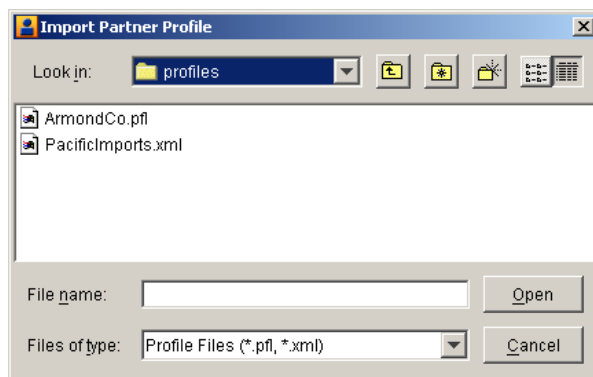 Import Partner Profile
Look in: profiles
ArmondCo.pfl
PacificImports.xml
File name: Open
Files of type: Profile Files (*.pfl, *.xml) Cancel